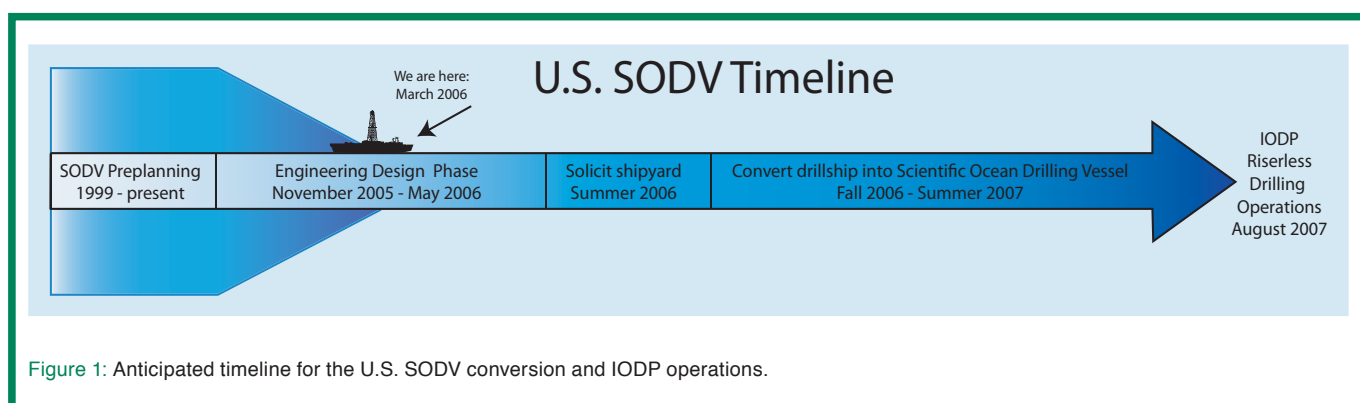 U.S. SODV Timeline
We are here:
March 2006
SODV Preplanning
1999 - present
Engineering Design Phase
November 2005 - May 2006
Solicit shipyard
Summer 2006
Convert drillship into Scientific Ocean Drilling Vessel
Fall 2006 - Summer 2007
IODP
Riserless
Drilling
Operations
August 2007
Figure 1: Anticipated timeline for the U.S. SODV conversion and IODP operations.